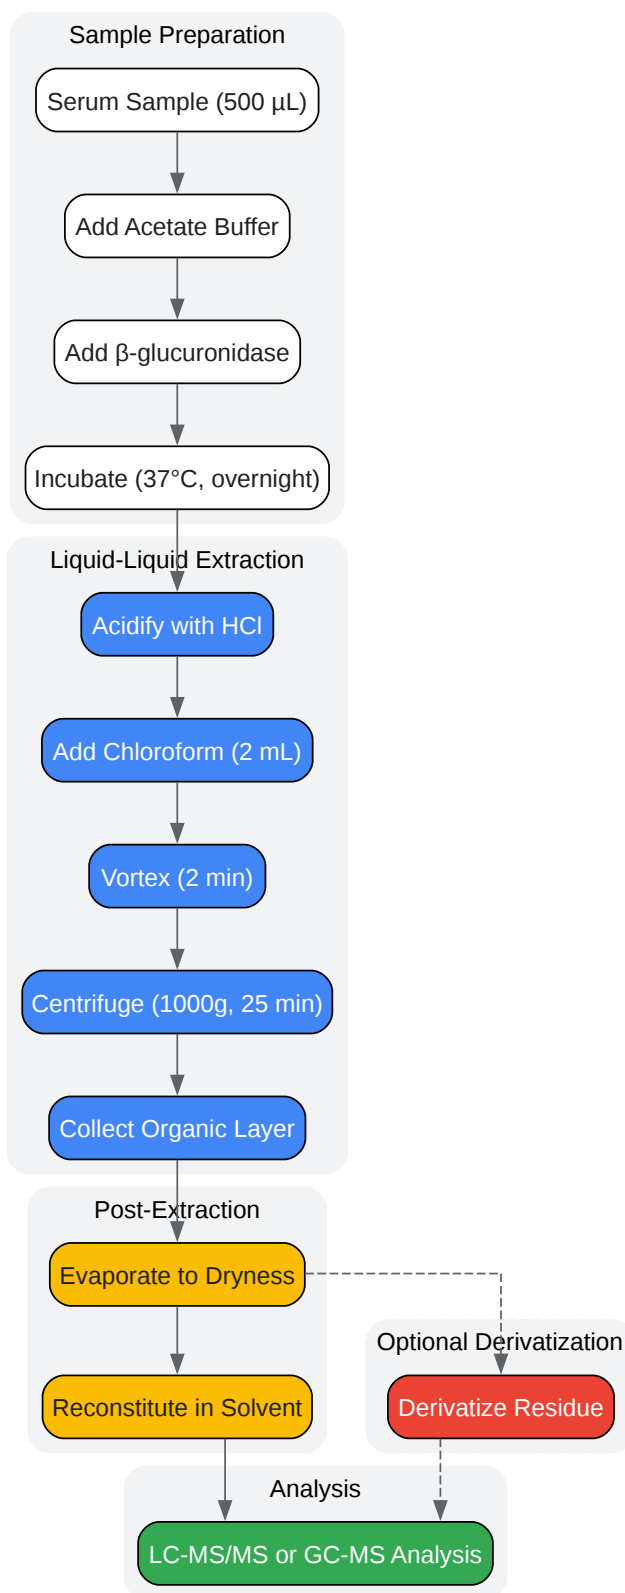 Sample Preparation
Serum Sample (500 µL)
Add Acetate Buffer
Add β-glucuronidase
Incubate (37°C, overnight)
Liquid-Liquid Extraction
Acidify with HCl
Add Chloroform (2 mL)
Vortex (2 min)
Centrifuge (1000g, 25 min)
Collect Organic Layer
Post-Extraction
Evaporate to Dryness
Optional Derivatization
Reconstitute in Solvent
Derivatize Residue
Analysis
LC-MS/MS or GC-MS Analysis